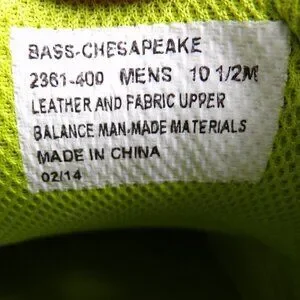 BASS-CHESAPEAKE
2361-400 MENS 10 1/2M
LEATHER AND FABRIC UPPER
BALANCE MAN-MADE MATERIALS
MADE IN CHINA
02/14